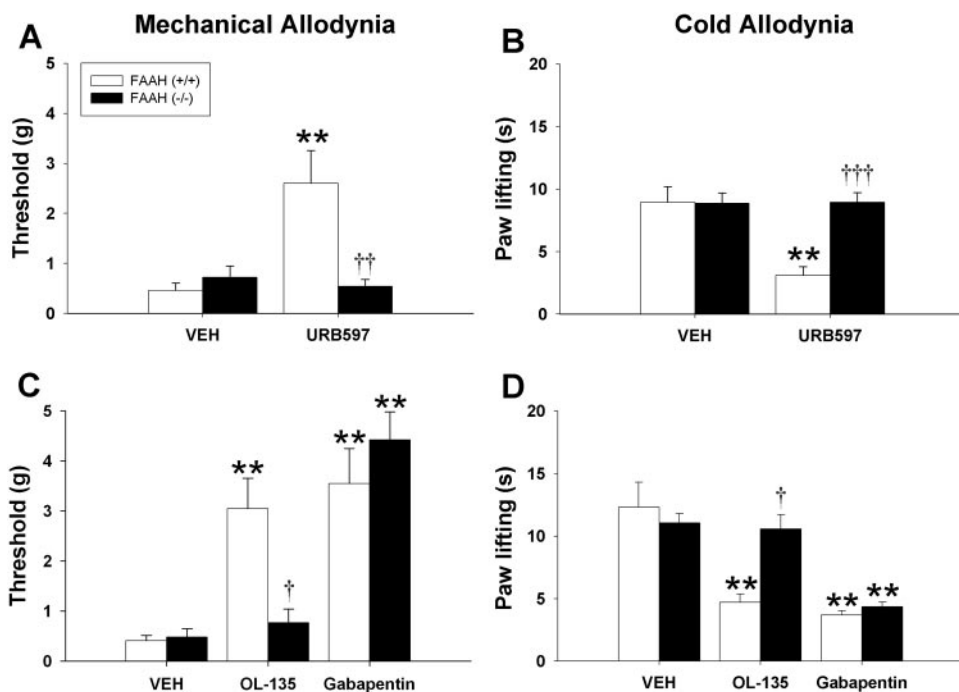 Mechanical Allodynia
Cold Allodynia
A
Threshold (g)
5
4
3
2
1
0
FAAH (+/+)
FAAH (-/-)
**
††
VEH
URB597
B
Paw lifting (s)
20
15
10
5
0
**
†††
VEH
URB597
C
Threshold (g)
5
4
3
2
1
0
**
†
**
**
VEH
OL-135
Gabapentin
D
Paw lifting (s)
20
15
10
5
0
**
†
**
**
VEH
OL-135
Gabapentin